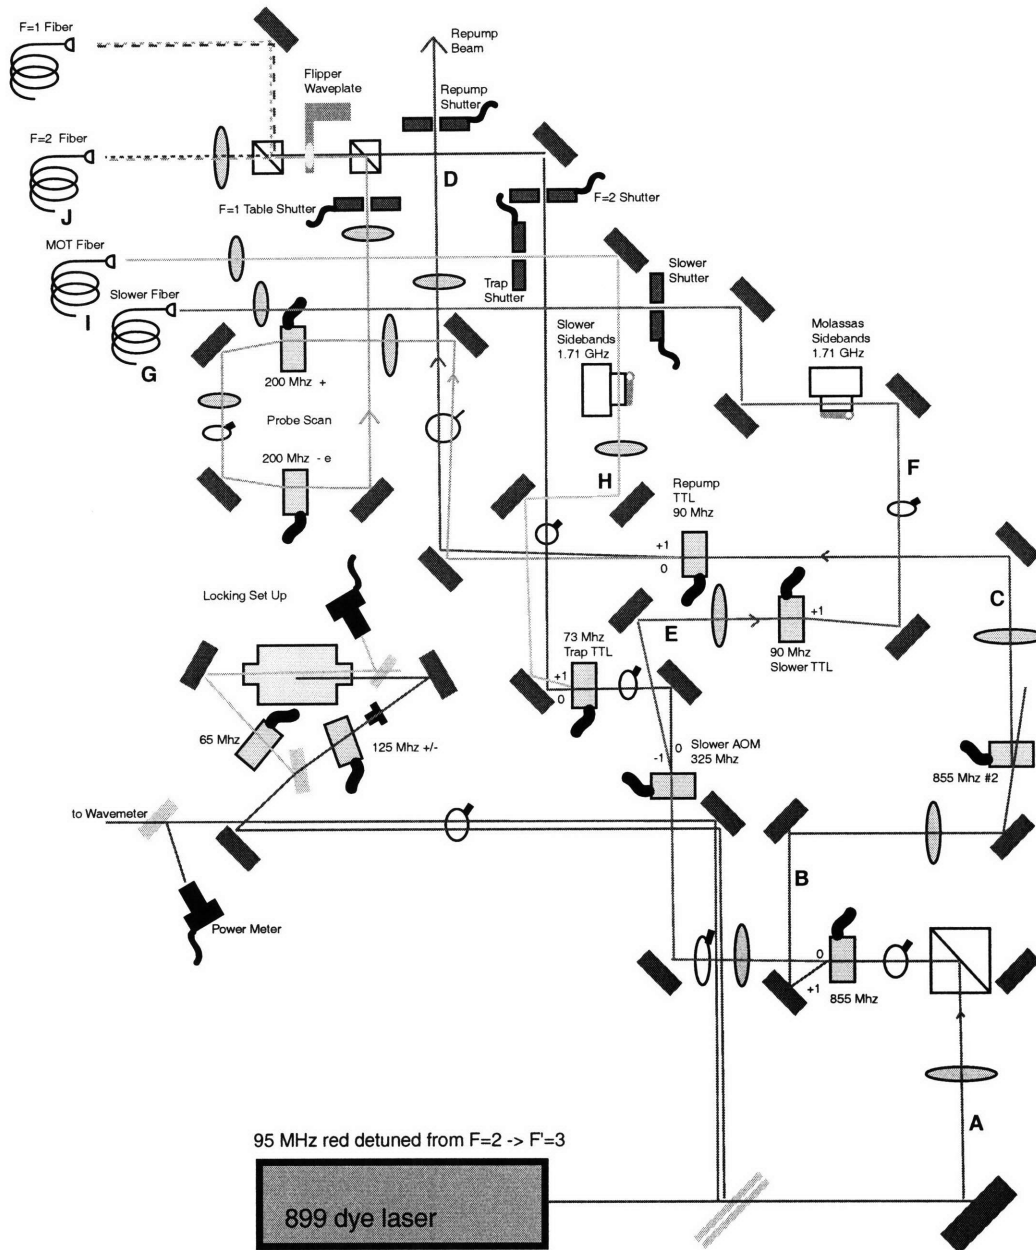 F=1 Fiber
Repump
Beam
Flipper
Waveplate
Repump
Shutter
F=2 Fiber
D
J
F=1 Table Shutter
F=2 Shutter
MOT Fiber
Slower
Shutter
Trap
Shutter
Slower Fiber
I
G
Slower
Sidebands
1.71 GHz
Molassas
Sidebands
1.71 GHz
200 Mhz +
Probe Scan
200 Mhz - e
H
F
Repump
TTL
90 Mhz
+1
0
C
Locking Set Up
E
+1
73 Mhz
Trap TTL
90 Mhz
Slower TTL
+1
0
65 Mhz
125 Mhz +/-
0
-1
Slower AOM
325 Mhz
855 Mhz #2
to Wavemeter
B
Power Meter
0
+1
855 Mhz
A
95 MHz red detuned from F=2 -> F'=3
899 dye laser